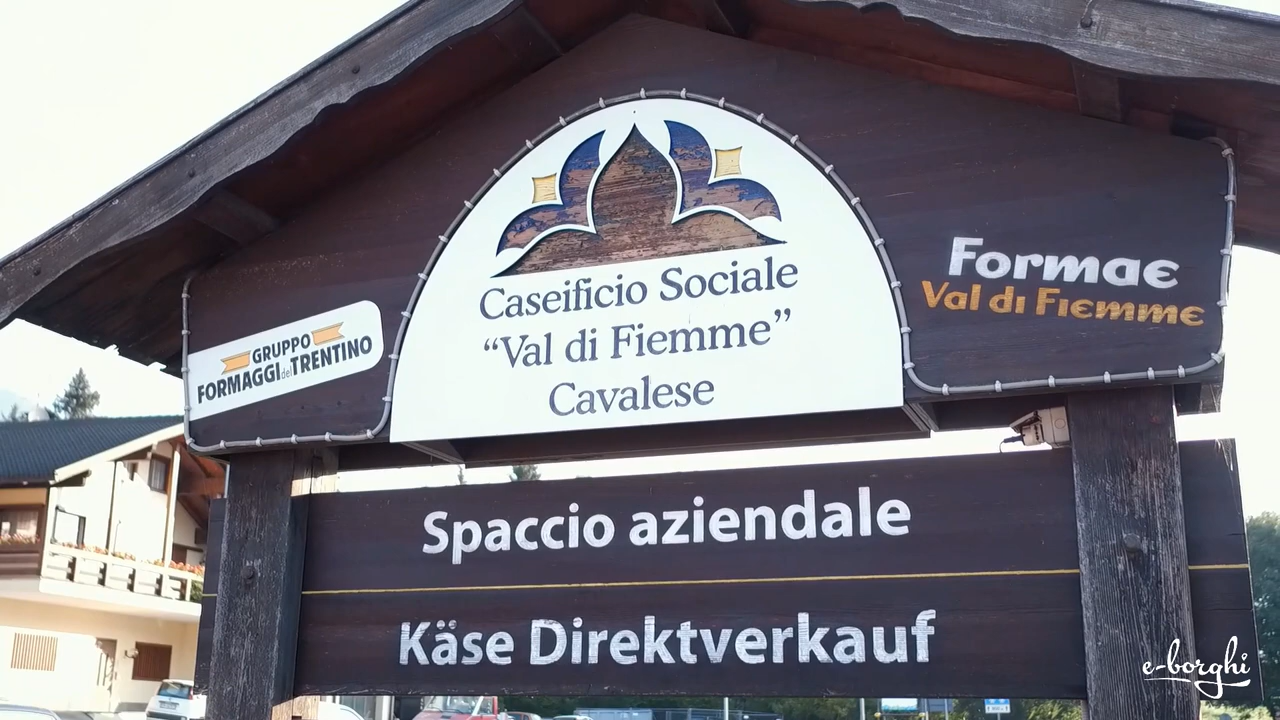 Caseificio Sociale
“Val di Fiemme”
Cavalese
GRUPPO
FORMAGGI del TRENTINO
Formae
Val di Fiemme
Spaccio aziendale
Käse Direktverkauf
e-borghi